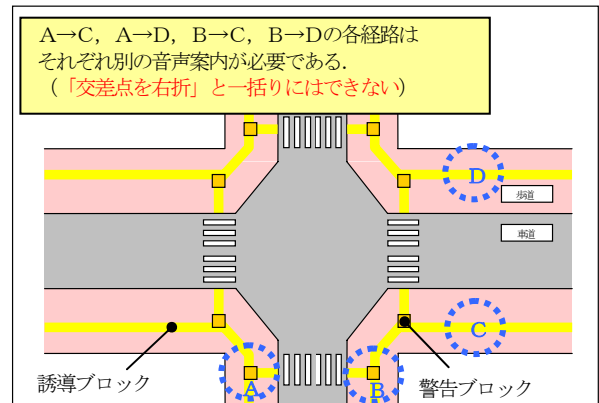 A→C，A→D，B→C，B→Dの各経路は
それぞれ別の音声案内が必要である．
（「交差点を右折」と一括りにはできない）
D
歩道
車道
C
A
B
誘導ブロック
警告ブロック